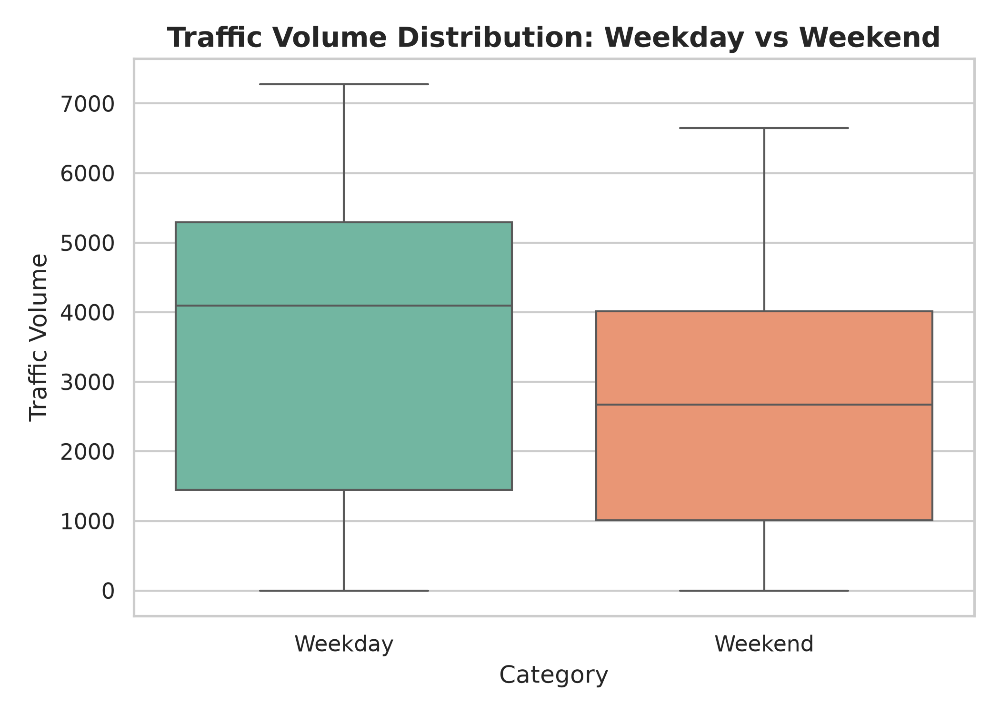 Traffic Volume Distribution: Weekday vs Weekend
Traffic Volume
7000
6000
5000
4000
3000
2000
1000
0
Weekday Weekend
Category